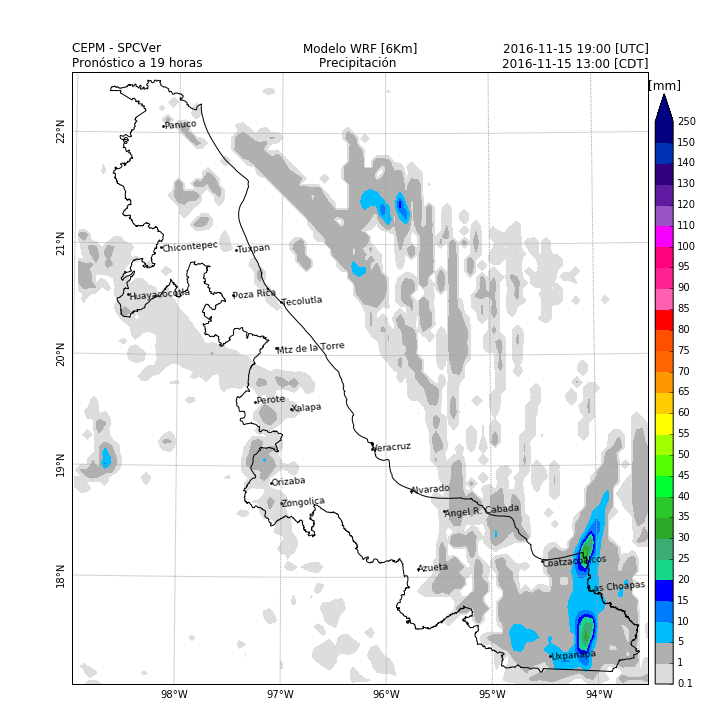 CEPM - SPCVer
Modelo WRF [6Km]
2016-11-15 19:00 [UTC]
Pronóstico a 19 horas
Precipitación
2016-11-15 13:00 [CDT]
[mm]
250
150
140
130
120
110
100
95
90
85
80
75
70
65
60
55
50
45
40
35
30
25
20
15
10
5
1
0.1
22°N
21°N
20°N
19°N
18°N
Panuco
Chicontepec
Tuxpan
Huayacocotla
Poza Rica
Tecolutla
Mtz de la Torre
Perote
Xalapa
Veracruz
Orizaba
Alvarado
Zongolica
Angel R. Cabada
Coatzacoalcos
Azueta
Las Choapas
Uxpanapa
98°W
97°W
96°W
95°W
94°W